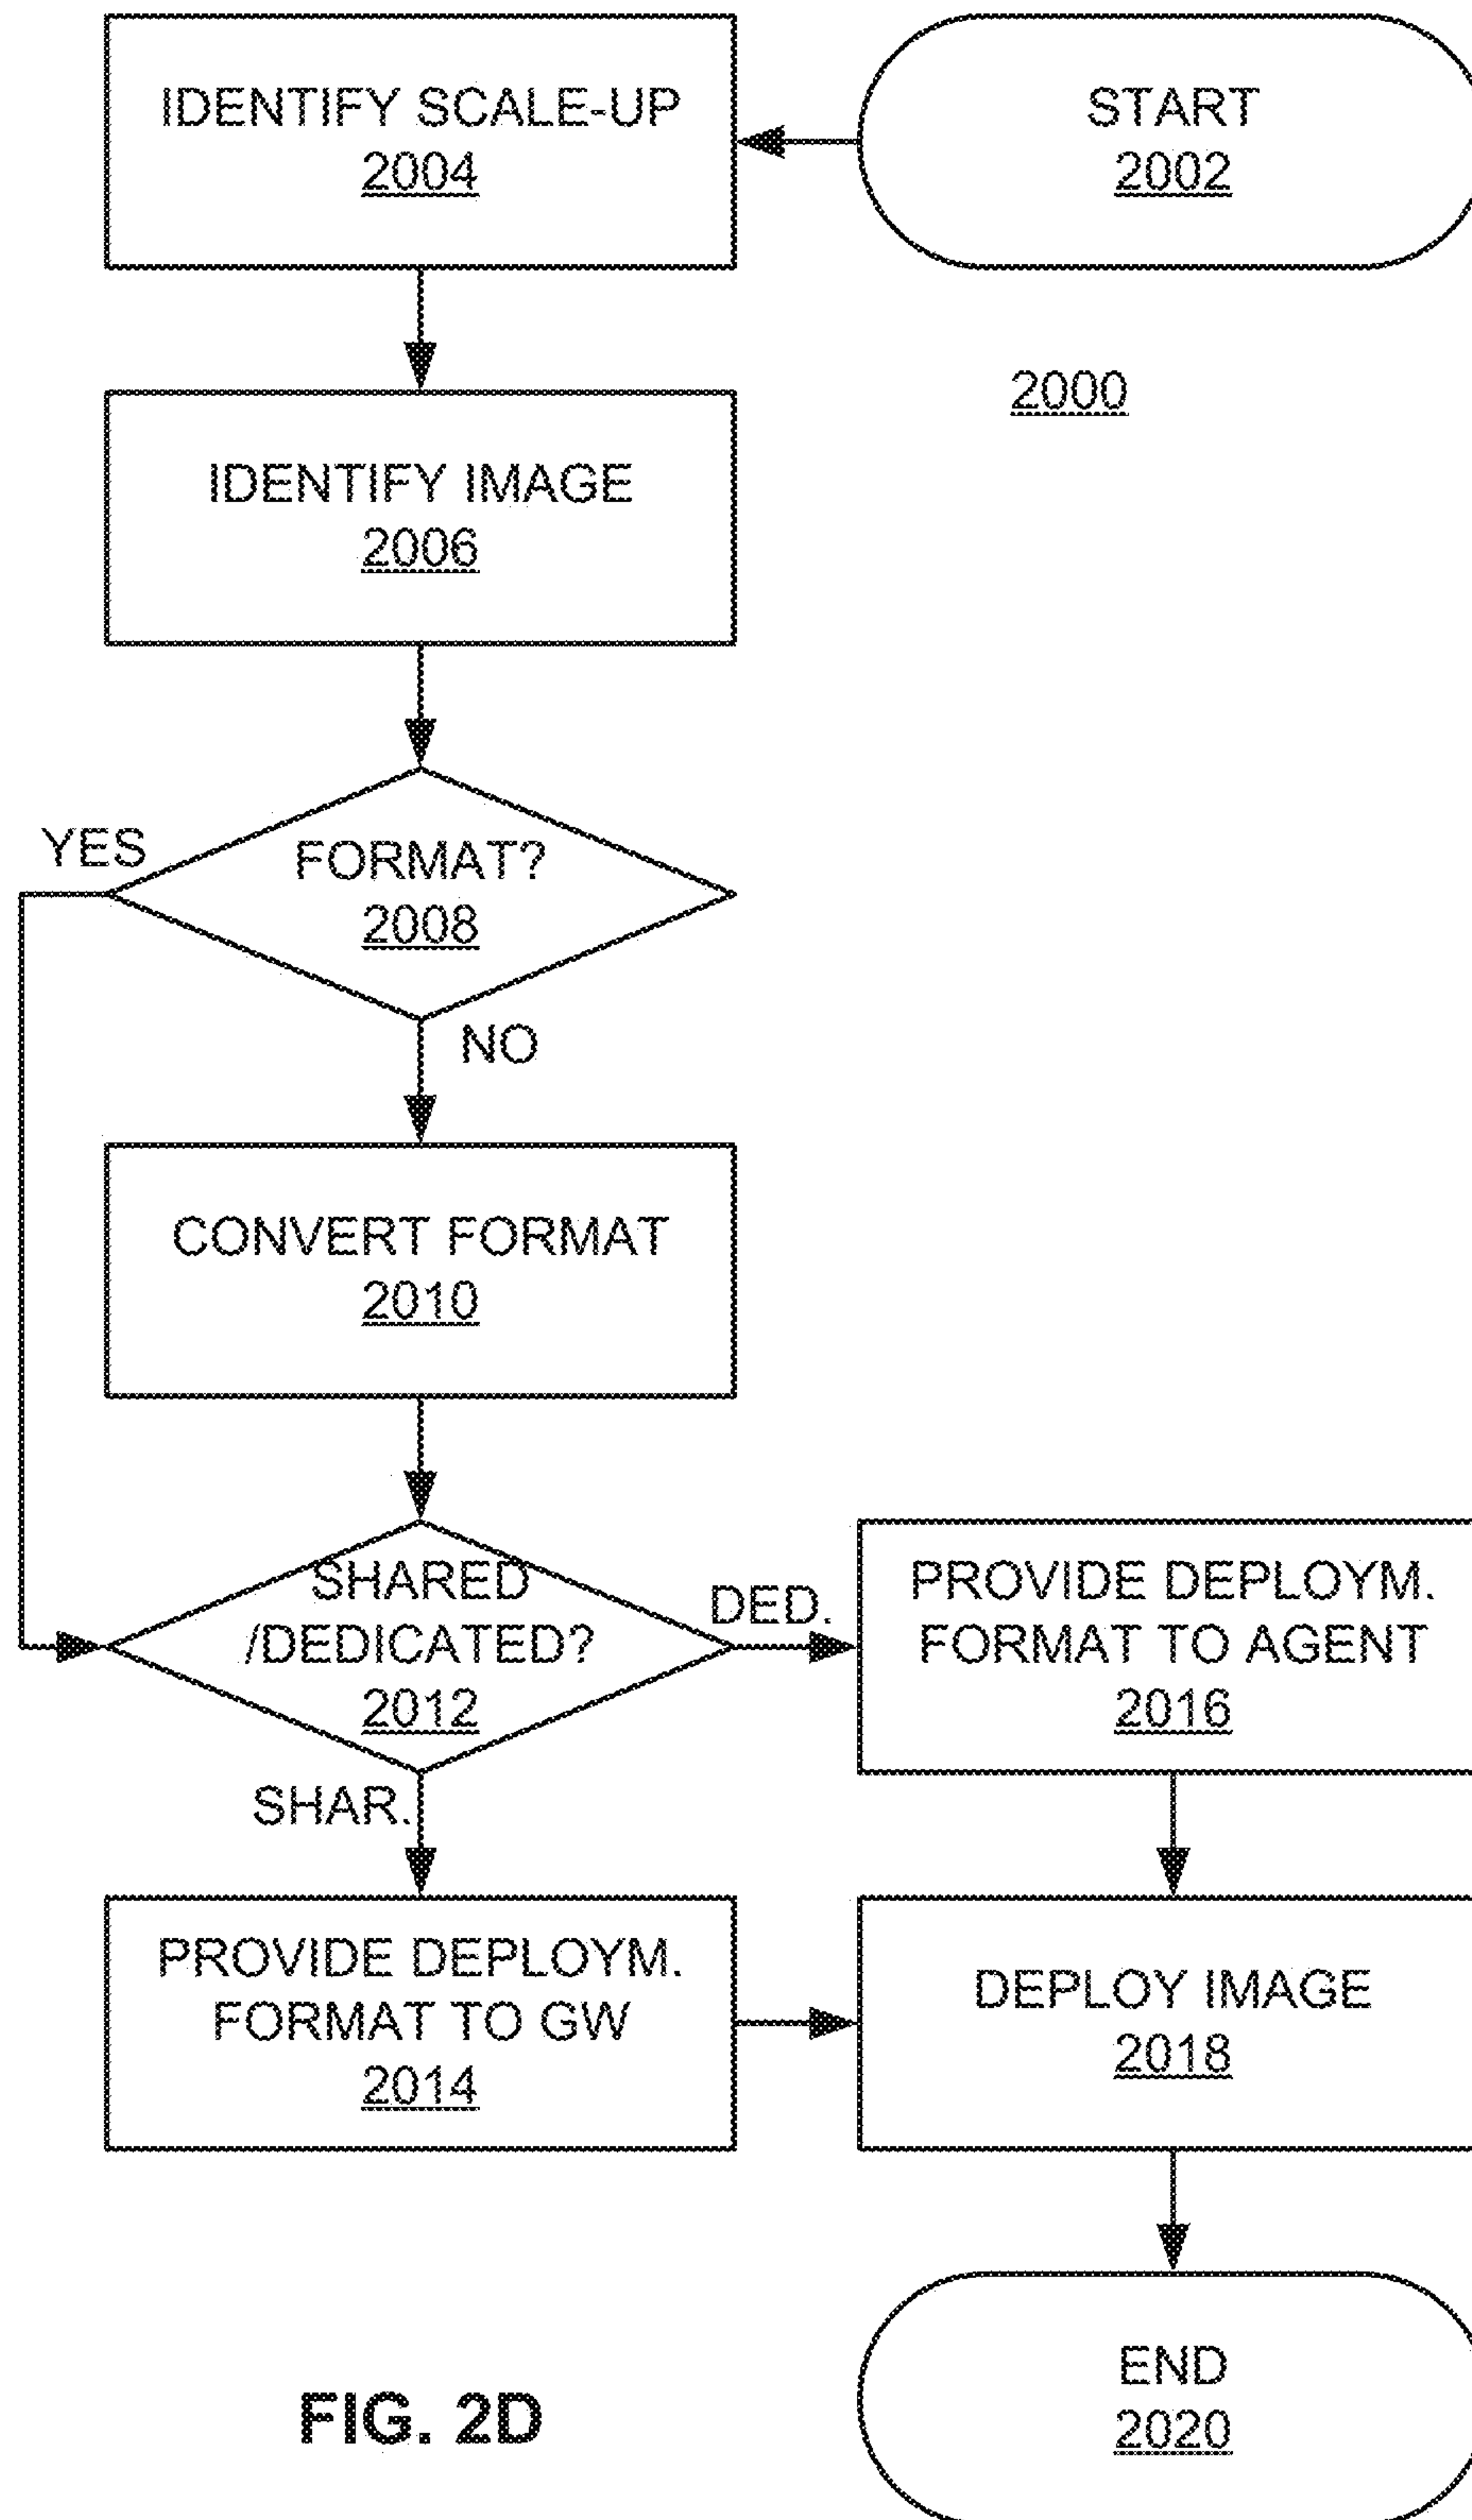 IDENTIFY SCALE-UP
2004
START
2002
2000
IDENTIFY IMAGE
2006
YES
FORMAT?
2008
NO
CONVERT FORMAT
2010
SHARED
/DEDICATED?
2012
DED.
PROVIDE DEPLOYM.
FORMAT TO AGENT
2016
SHAR.
PROVIDE DEPLOYM.
FORMAT TO GW
2014
DEPLOY IMAGE
2018
END
2020
FIG. 2D